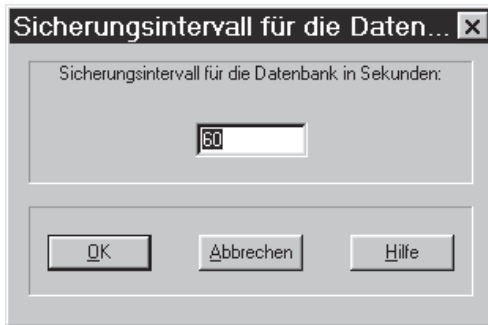 Sicherungsintervall für die Daten...
Sicherungsintervall für die Datenbank in Sekunden:
60
OK
Abbrechen
Hilfe